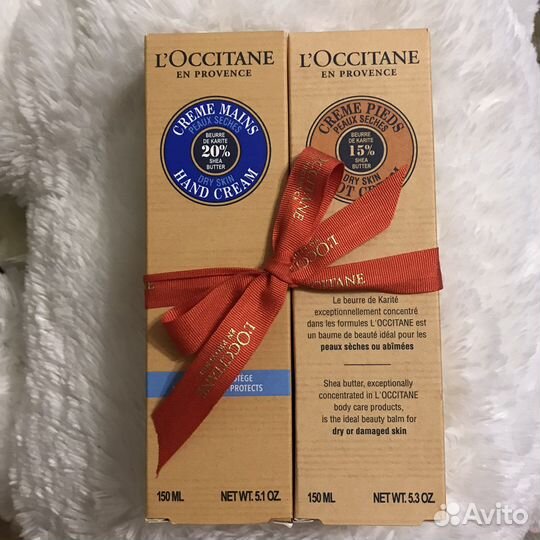 L'OCCITANE
EN PROVENCE
CREME MAINS
PEAUX SECHES
BEURRE
DE KARITE
20%
SHEA
BUTTER
DRY SKIN
HAND CREAM
L'OCCITANE
EN PROVENCE
CREME PIEDS
PEAUX SECHES
BEURRE
DE KARITE
15%
SHEA
BUTTER
DRY SKIN
L'OCCITANE
L'OCCITANE
EN PROVENCE
Le beurre de Karité
exceptionnellement concentré
dans les formules L'OCCITANE est
un baume de beauté idéal pour les
peaux sèches ou abîmées
Shea butter, exceptionally
concentrated in L'OCCITANE
body care products,
is the ideal beauty balm for
dry or damaged skin
PROTECTS
150 ML NET WT. 5.1 OZ.
150 ML NET WT. 5.3 OZ.
Avito